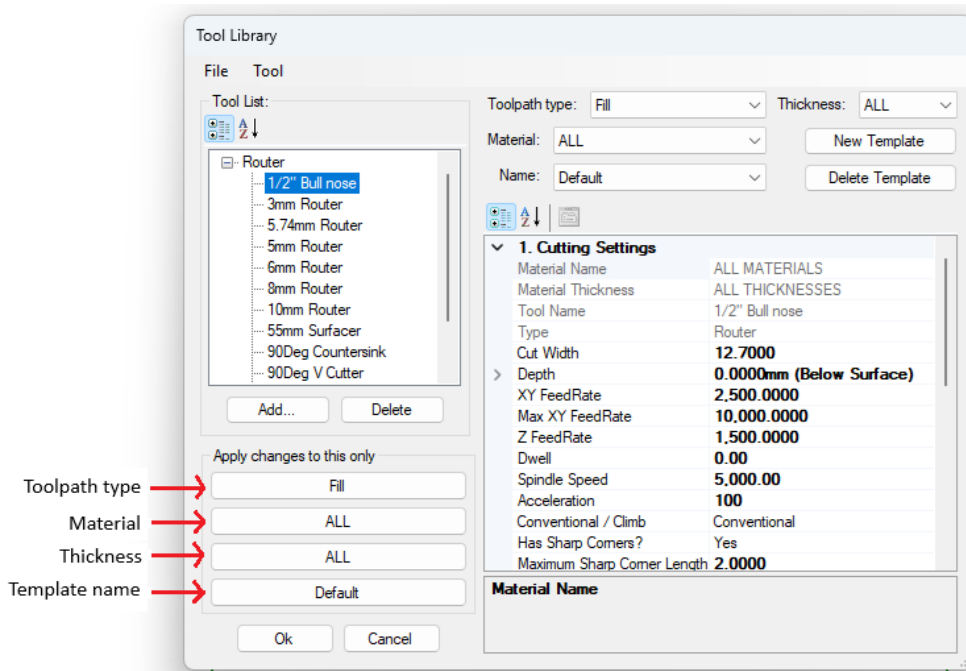 Tool Library
File Tool
Tool List:
Router
1/2" Bull nose
3mm Router
5.74mm Router
5mm Router
6mm Router
8mm Router
10mm Router
55mm Surfacer
90Deg Countersink
90Deg V Cutter
Add... Delete
Apply changes to this only
Toolpath type Fill
Material ALL
Thickness ALL
Template name Default
Ok Cancel
Toolpath type: Fill Thickness: ALL
Material: ALL New Template
Name: Default Delete Template
1. Cutting Settings
Material Name ALL MATERIALS
Material Thickness ALL THICKNESSES
Tool Name 1/2" Bull nose
Type Router
Cut Width 12.7000
Depth 0.0000mm (Below Surface)
XY FeedRate 2,500.0000
Max XY FeedRate 10,000.0000
Z FeedRate 1,500.0000
Dwell 0.00
Spindle Speed 5,000.00
Acceleration 100
Conventional / Climb Conventional
Has Sharp Corners? Yes
Maximum Sharp Corner Length 2.0000
Material Name